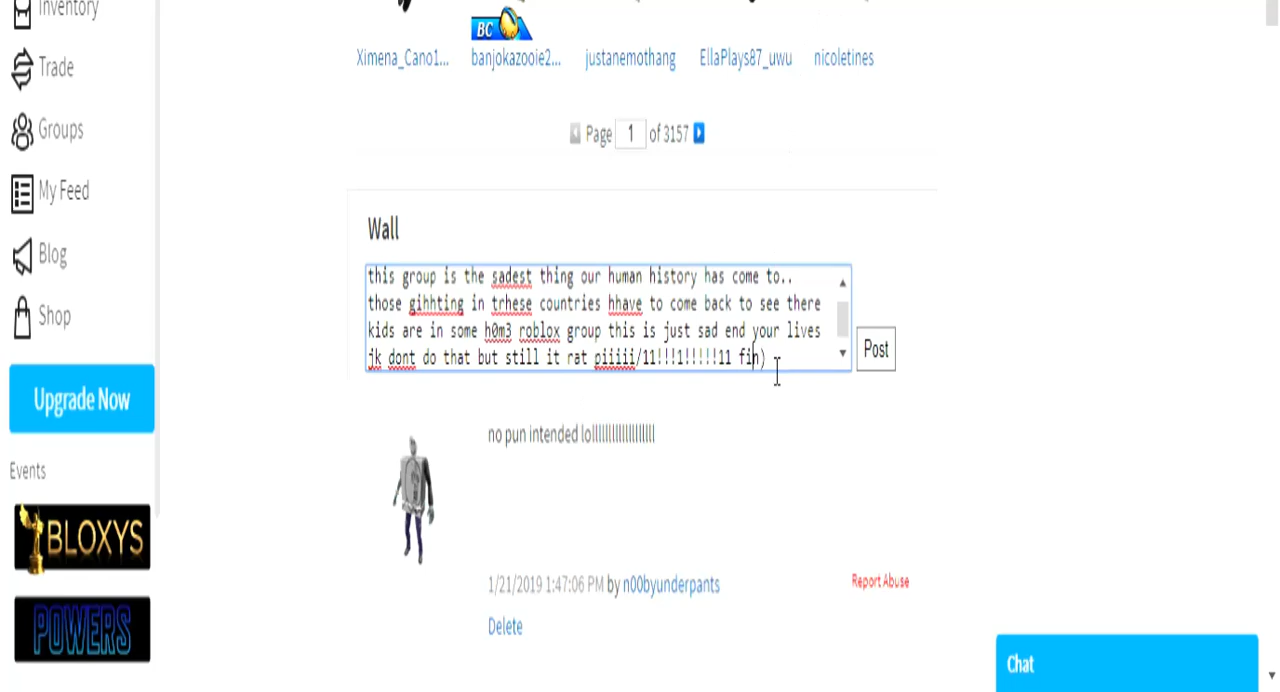 Inventory
Trade
Groups
My Feed
Blog
Shop
Upgrade Now
Events
BLOXYS
POWERS
BC
Ximena_Cano1... banjokazooie2... justanemothang EllaPlays87_uwu nicoletines
Page 1 of 3157
Wall
this group is the sadest thing our human history has come to..
those gihhting in trhese countries hhave to come back to see there
kids are in some h0m3 roblox group this is just sad end your lives
jk dont do that but still it rat piiiii/11!!!1!!!!!11 fin)
Post
no pun intended lolllllllllllllllllll
1/21/2019 1:47:06 PM by n00byunderpants
Report Abuse
Delete
Chat